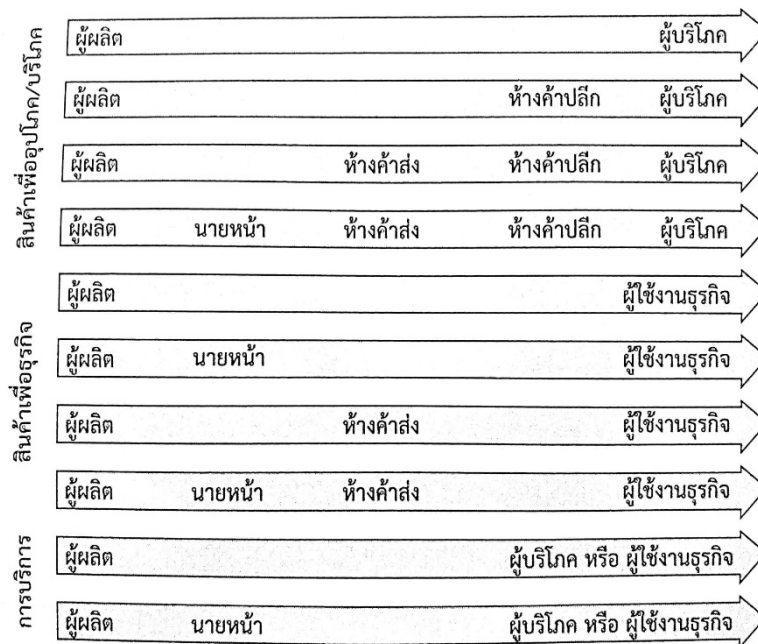 สินค้าเพื่ออุปโภค/บริโภค
ผู้ผลิต ผู้บริโภค
ผู้ผลิต ห้างค้าปลีก ผู้บริโภค
ผู้ผลิต ห้างค้าส่ง ห้างค้าปลีก ผู้บริโภค
ผู้ผลิต นายหน้า ห้างค้าส่ง ห้างค้าปลีก ผู้บริโภค
สินค้าเพื่อธุรกิจ
ผู้ผลิต ผู้ใช้งานธุรกิจ
ผู้ผลิต นายหน้า ผู้ใช้งานธุรกิจ
ผู้ผลิต ห้างค้าส่ง ผู้ใช้งานธุรกิจ
ผู้ผลิต นายหน้า ห้างค้าส่ง ผู้ใช้งานธุรกิจ
การบริการ
ผู้ผลิต ผู้บริโภค หรือ ผู้ใช้งานธุรกิจ
ผู้ผลิต นายหน้า ผู้บริโภค หรือ ผู้ใช้งานธุรกิจ